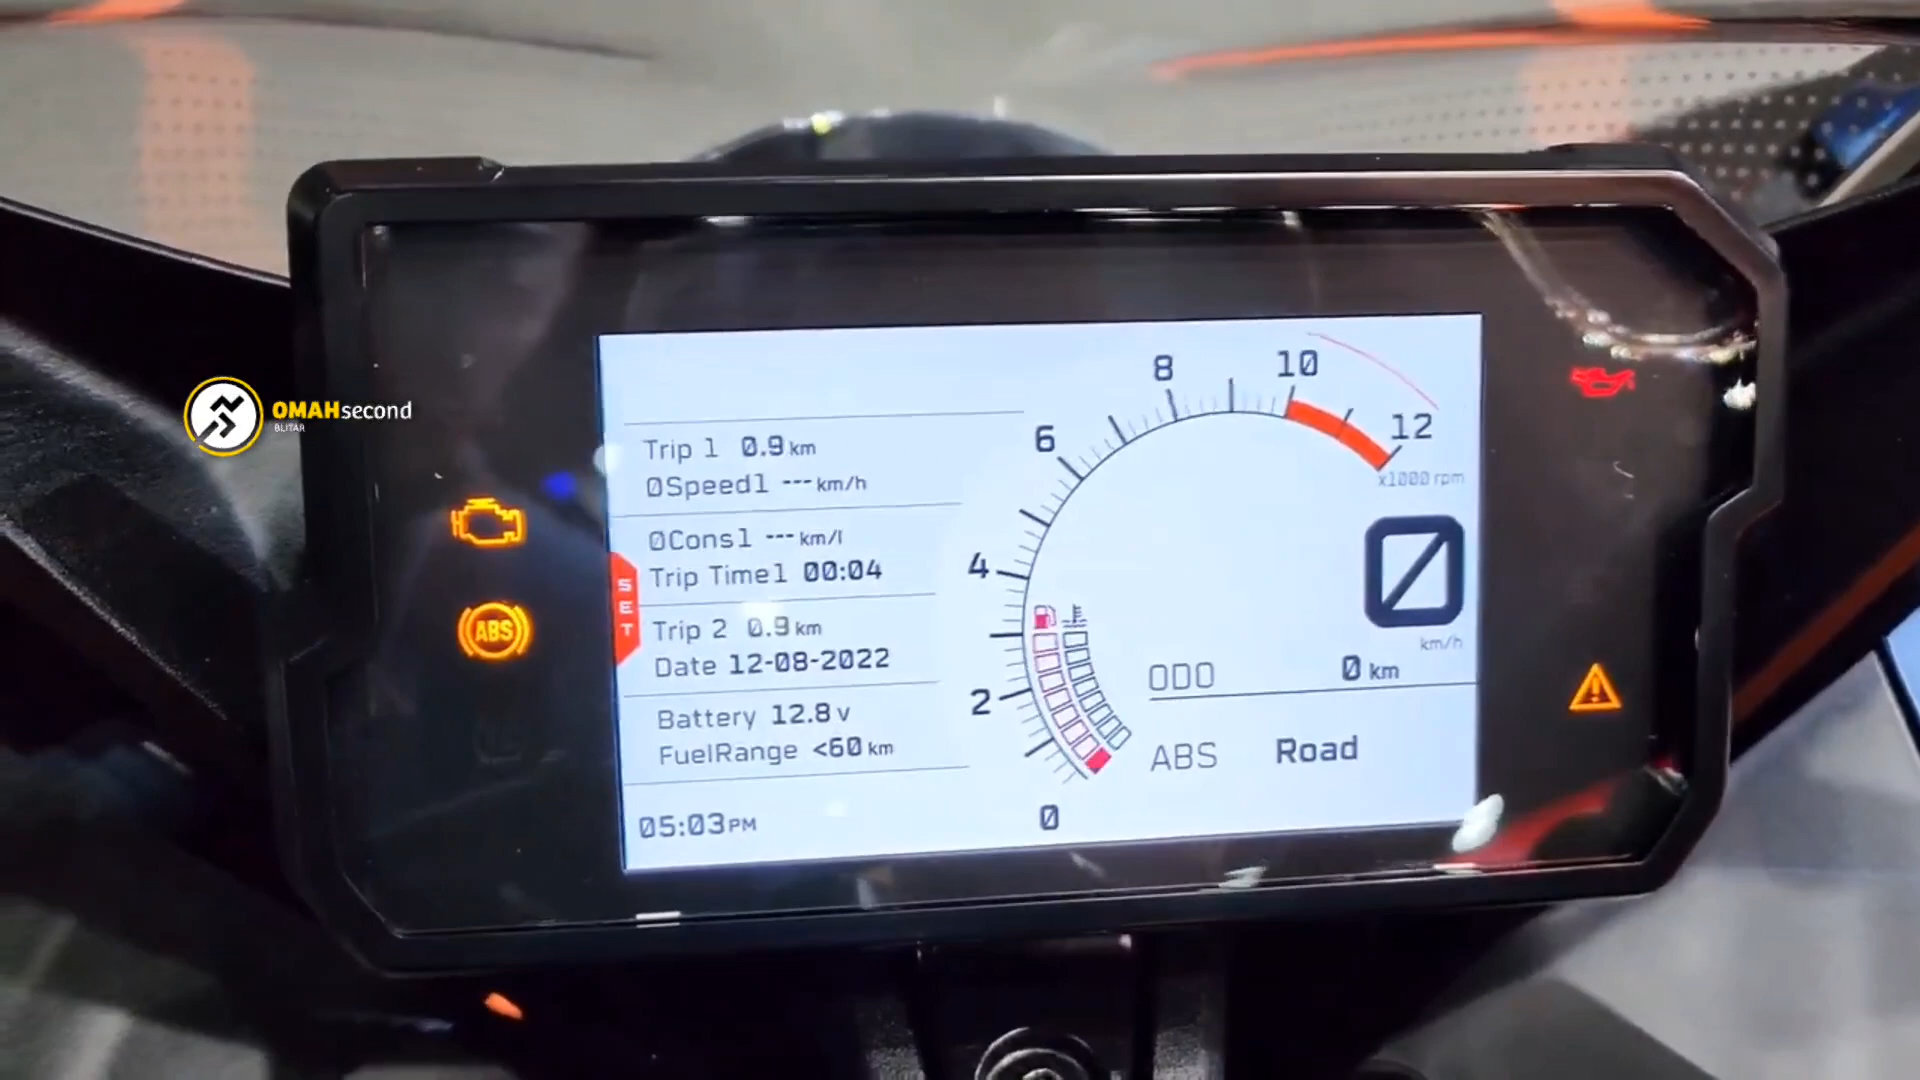 OMAHsecond
BLITAR
Trip 1 0.9 km
ØSpeed1 --- km/h
ØCons1 --- km/l
Trip Time1 00:04
Trip 2 0.9 km
Date 12-08-2022
Battery 12.8 v
FuelRange <60 km
05:03 PM
SET
0
2
4
6
8
10
12
x1000 rpm
0
km/h
ODO 0 km
ABS Road
ABS